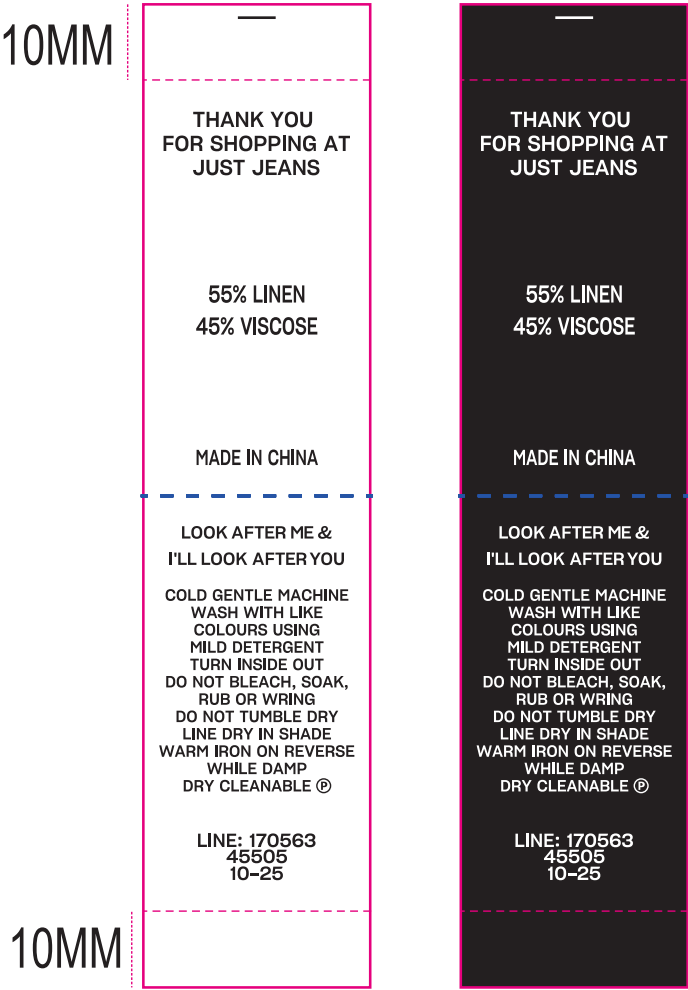 10MM
THANK YOU
FOR SHOPPING AT
JUST JEANS
55% LINEN
45% VISCOSE
MADE IN CHINA
LOOK AFTER ME &
I'LL LOOK AFTER YOU
COLD GENTLE MACHINE
WASH WITH LIKE
COLOURS USING
MILD DETERGENT
TURN INSIDE OUT
DO NOT BLEACH, SOAK,
RUB OR WRING
DO NOT TUMBLE DRY
LINE DRY IN SHADE
WARM IRON ON REVERSE
WHILE DAMP
DRY CLEANABLE Ⓟ
LINE: 170563
45505
10-25
10MM
THANK YOU
FOR SHOPPING AT
JUST JEANS
55% LINEN
45% VISCOSE
MADE IN CHINA
LOOK AFTER ME &
I'LL LOOK AFTER YOU
COLD GENTLE MACHINE
WASH WITH LIKE
COLOURS USING
MILD DETERGENT
TURN INSIDE OUT
DO NOT BLEACH, SOAK,
RUB OR WRING
DO NOT TUMBLE DRY
LINE DRY IN SHADE
WARM IRON ON REVERSE
WHILE DAMP
DRY CLEANABLE Ⓟ
LINE: 170563
45505
10-25